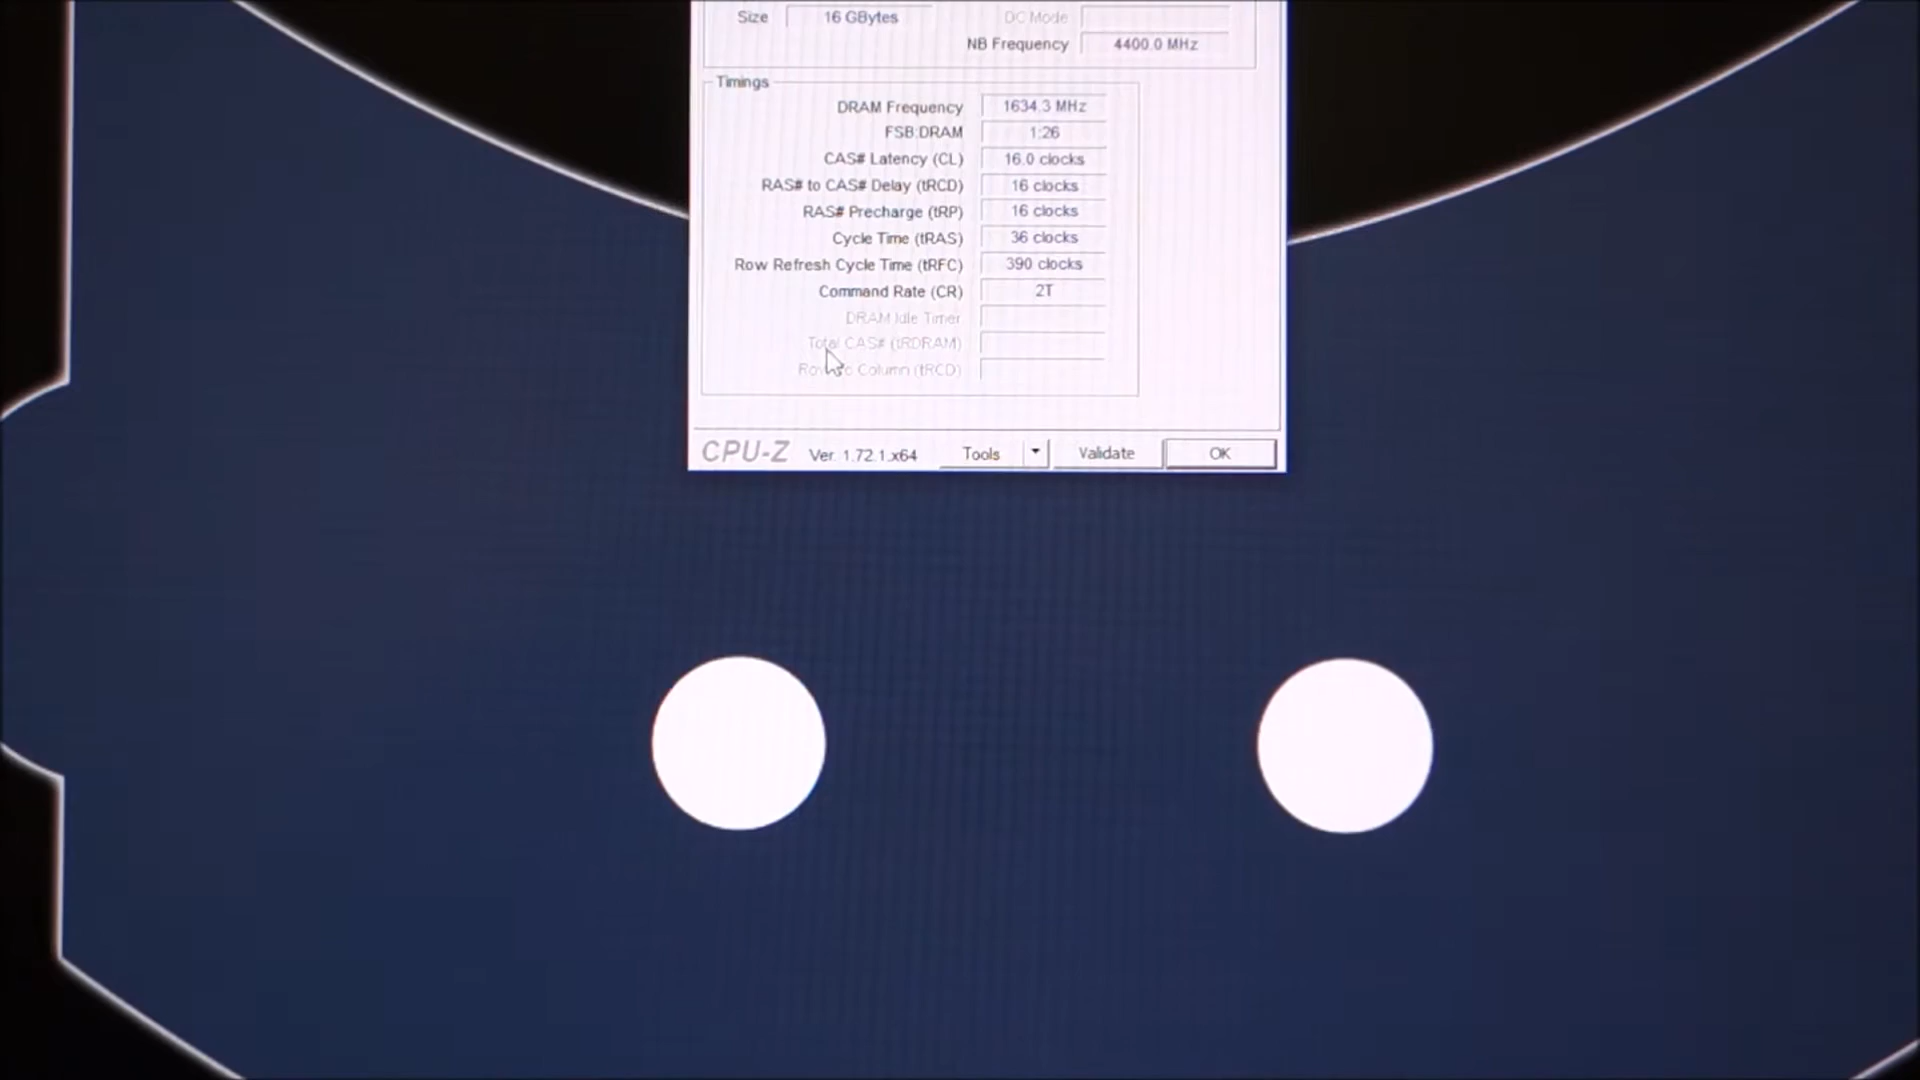 Size 16 GBytes DC Mode
NB Frequency 4400.0 MHz
Timings
DRAM Frequency 1634.3 MHz
FSB:DRAM 1:26
CAS# Latency (CL) 16.0 clocks
RAS# to CAS# Delay (tRCD) 16 clocks
RAS# Precharge (tRP) 16 clocks
Cycle Time (tRAS) 36 clocks
Row Refresh Cycle Time (tRFC) 390 clocks
Command Rate (CR) 2T
DRAM Idle Timer
Total CAS# (tRDRAM)
Row to Column (tRCD)
CPU-Z Ver. 1.72.1.x64 Tools Validate OK